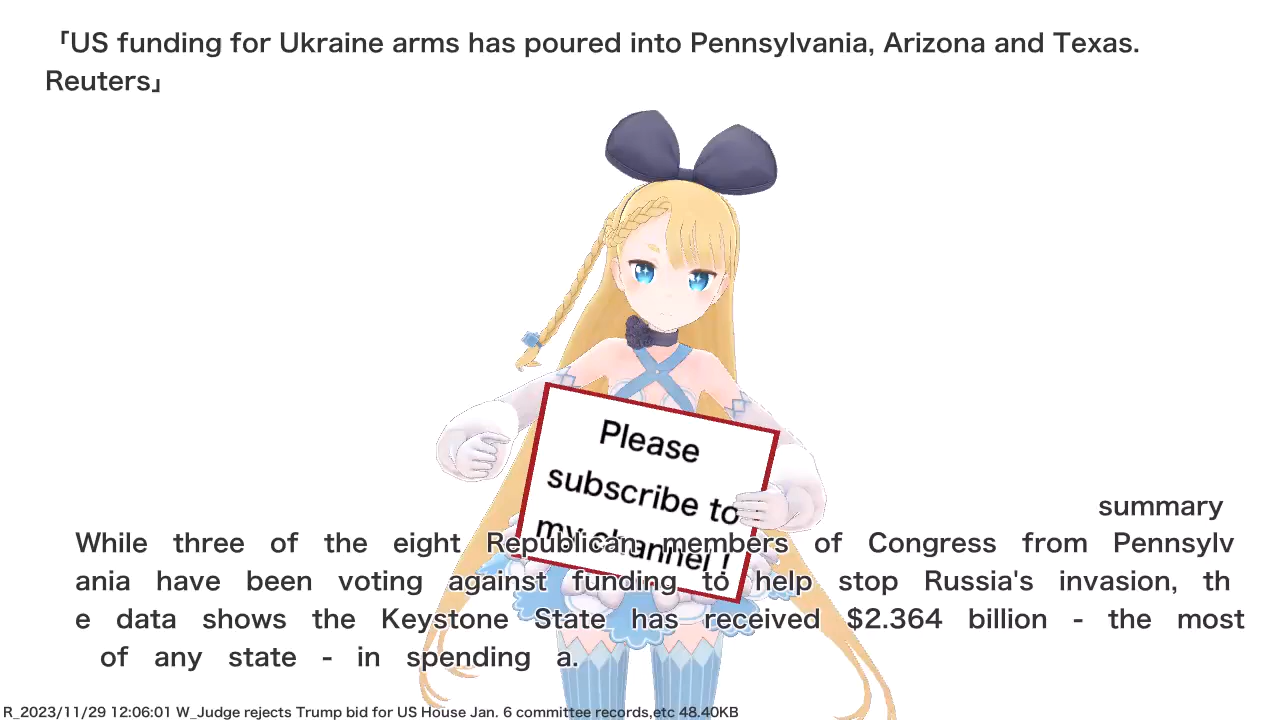 「US funding for Ukraine arms has poured into Pennsylvania, Arizona and Texas.
Reuters」
Please
subscribe to
my channel !
summary
While three of the eight Republican members of Congress from Pennsylv
ania have been voting against funding to help stop Russia's invasion, th
e data shows the Keystone State has received $2.364 billion - the most
of any state - in spending a.
R_2023/11/29 12:06:01 W_Judge rejects Trump bid for US House Jan. 6 committee records,etc 48.40KB